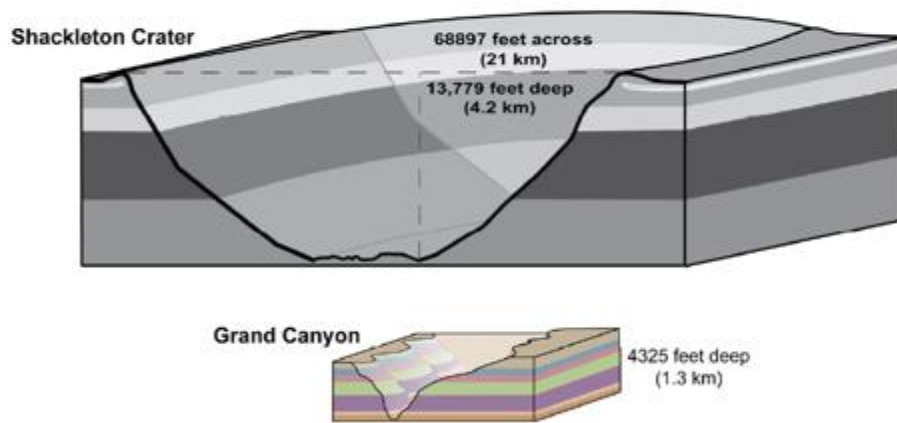 Shackleton Crater
68897 feet across
(21 km)
13,779 feet deep
(4.2 km)
Grand Canyon
4325 feet deep
(1.3 km)